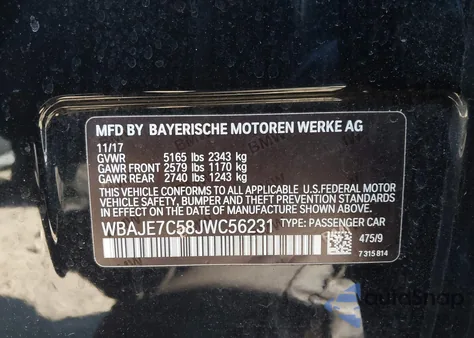 MFD BY BAYERISCHE MOTOREN WERKE AG
11/17
GVWR 5165 lbs 2343 kg
GAWR FRONT 2579 lbs 1170 kg
GAWR REAR 2740 lbs 1243 kg
THIS VEHICLE CONFORMS TO ALL APPLICABLE U.S.FEDERAL MOTOR
VEHICLE SAFETY, BUMPER, AND THEFT PREVENTION STANDARDS
IN EFFECT ON THE DATE OF MANUFACTURE SHOWN ABOVE.
WBAJE7C58JWC56231 TYPE: PASSENGER CAR
475/9
7 315 814
AutoSnap